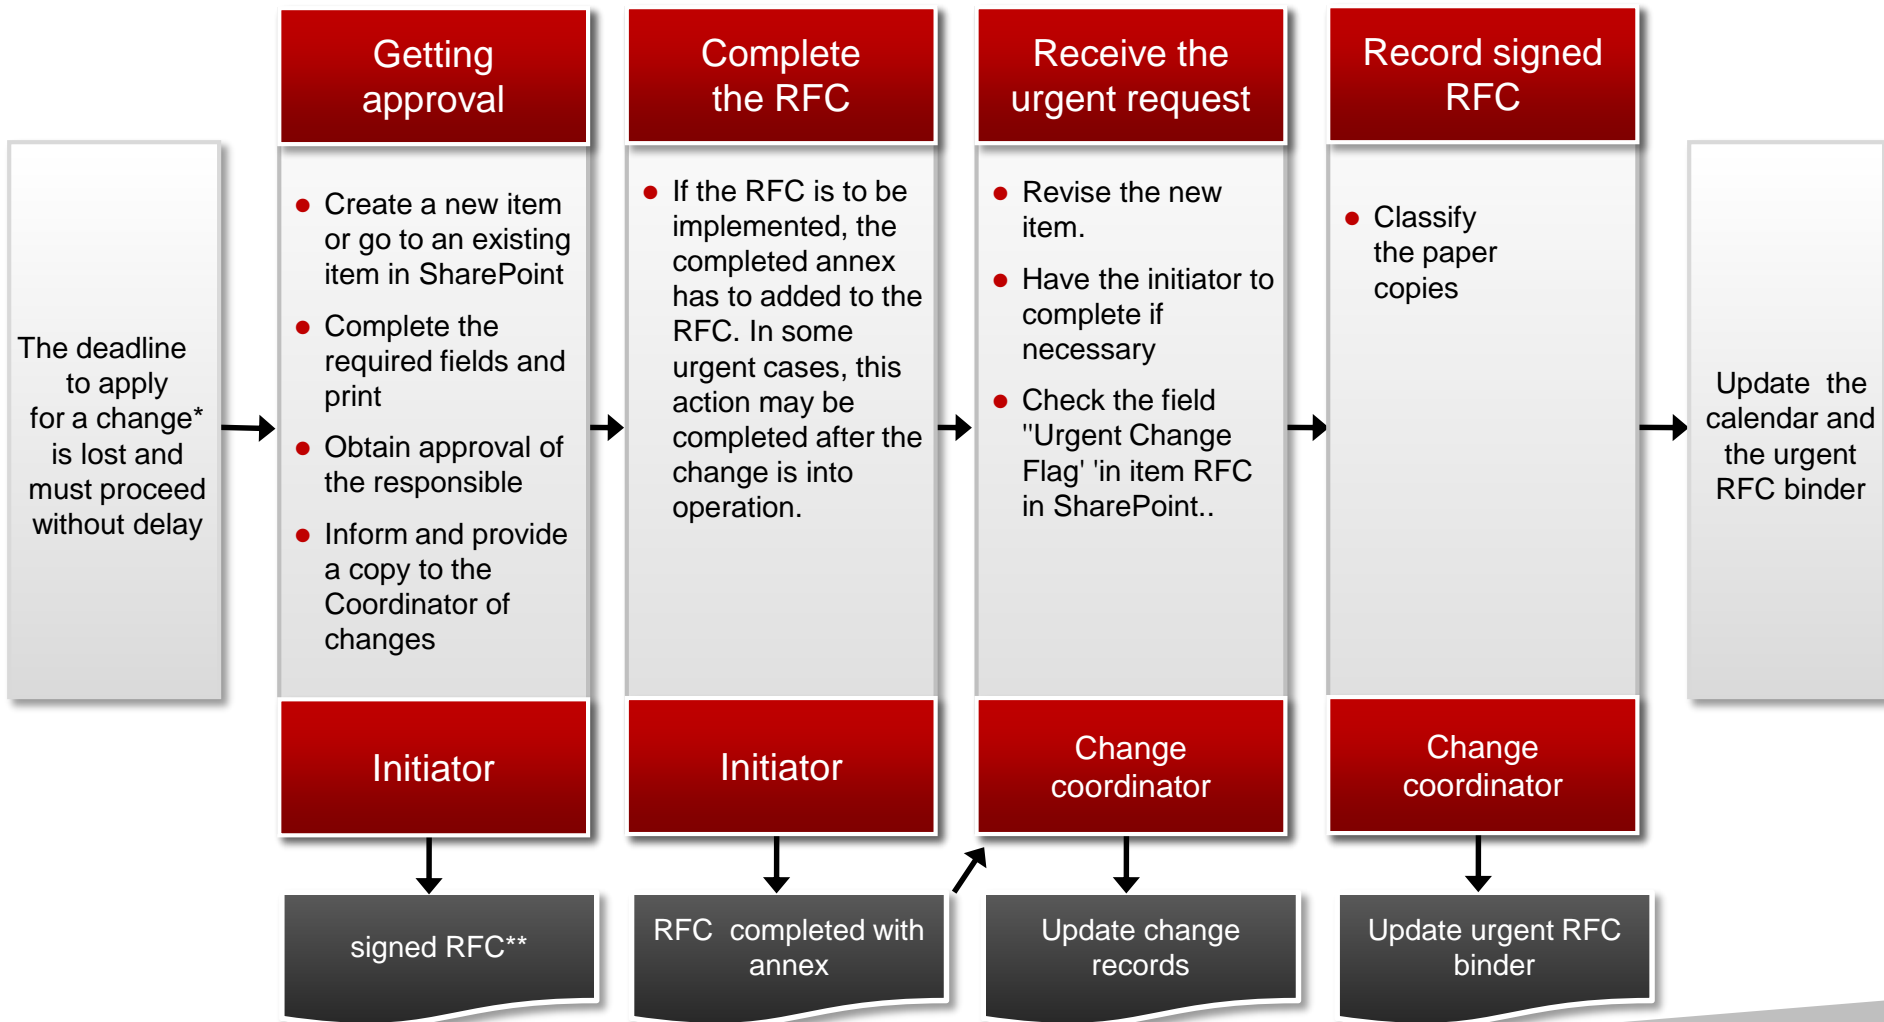 Getting
approval
Complete
the RFC
Receive the
urgent request
Record signed
RFC
The deadline
to apply
for a change*
is lost and
must proceed
without delay
Create a new item
or go to an existing
item in SharePoint
Complete the
required fields and
print
Obtain approval of
the responsible
Inform and provide
a copy to the
Coordinator of
changes
If the RFC is to be
implemented, the
completed annex
has to added to the
RFC. In some
urgent cases, this
action may be
completed after the
change is into
operation.
Revise the new
item.
Have the initiator to
complete if
necessary
Check the field
"Urgent Change
Flag' 'in item RFC
in SharePoint..
Classify
the paper
copies
Update  the
calendar and
the urgent
RFC binder
Initiator
Initiator
Change
coordinator
Change
coordinator
signed RFC**
RFC  completed with
annex
Update change
records
Update urgent RFC
binder